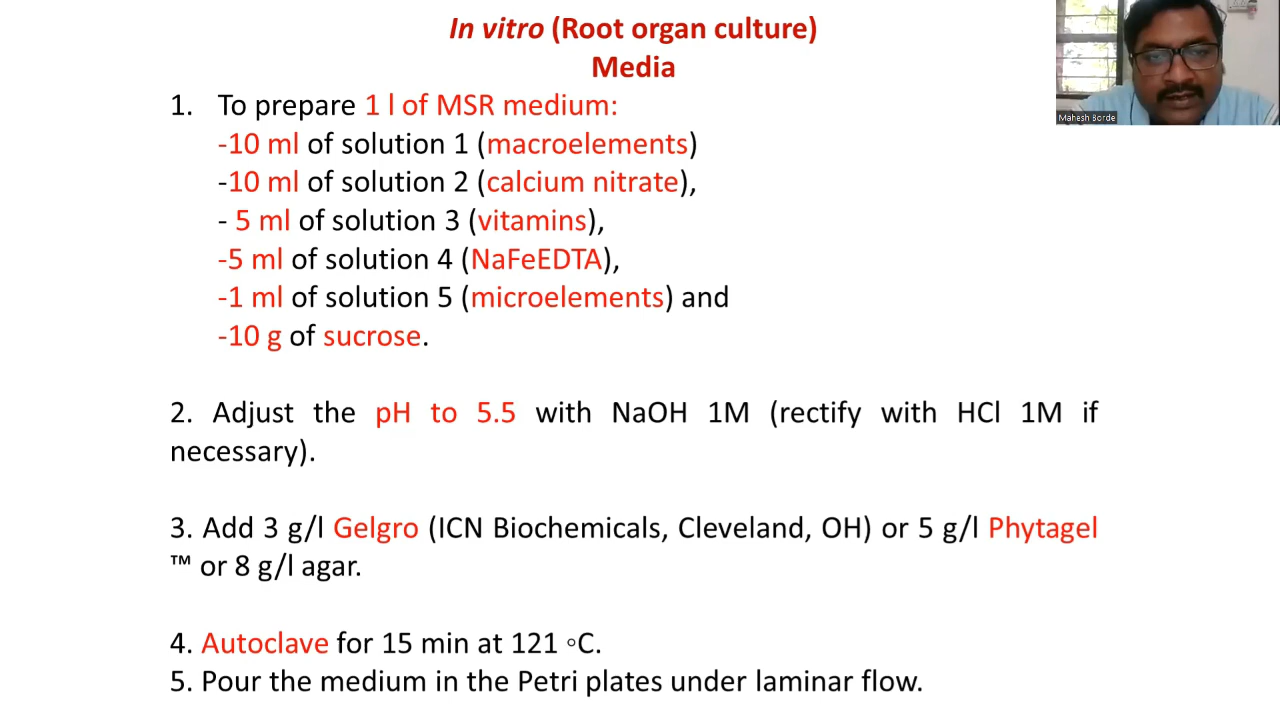 In vitro (Root organ culture)
Media
Mahesh Borde
1. To prepare 1 l of MSR medium:
-10 ml of solution 1 (macroelements)
-10 ml of solution 2 (calcium nitrate),
- 5 ml of solution 3 (vitamins),
-5 ml of solution 4 (NaFeEDTA),
-1 ml of solution 5 (microelements) and
-10 g of sucrose.
2. Adjust the pH to 5.5 with NaOH 1M (rectify with HCl 1M if
necessary).
3. Add 3 g/l Gelgro (ICN Biochemicals, Cleveland, OH) or 5 g/l Phytagel
™ or 8 g/l agar.
4. Autoclave for 15 min at 121 ◦C.
5. Pour the medium in the Petri plates under laminar flow.